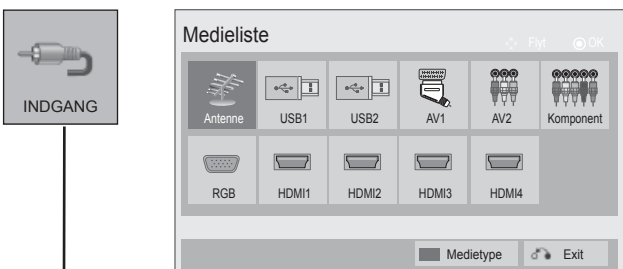 INDGANG
Medieliste
Flyt OK
Antenne USB1 USB2 AV1 AV2 Komponent
RGB HDMI1 HDMI2 HDMI3 HDMI4
Medietype Exit